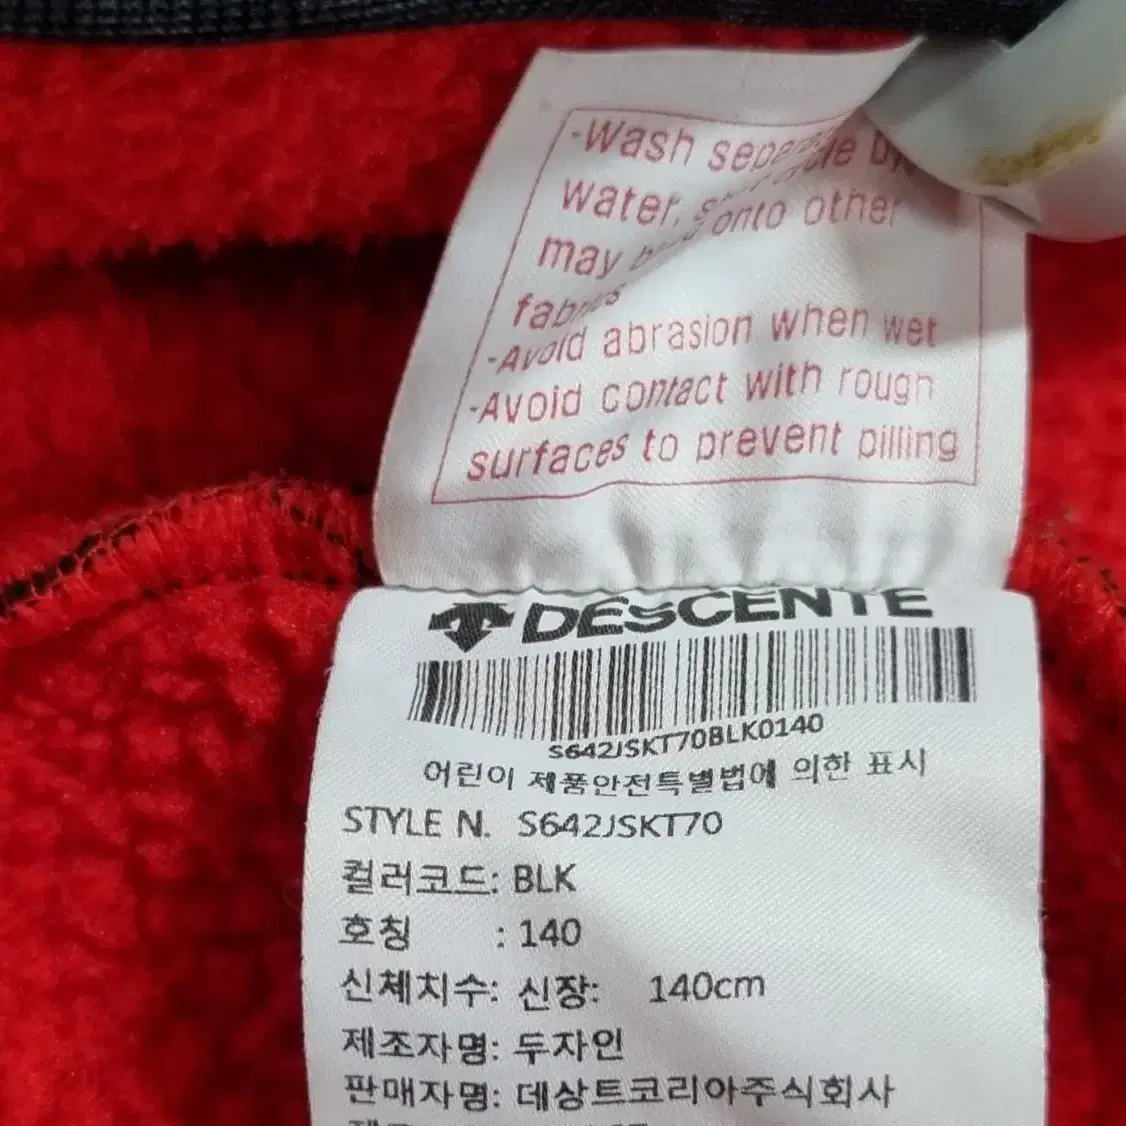 -Wash
water,
may onto other
fabrics
-Avoid abrasion when wet
-Avoid contact with rough
surfaces to prevent pilling
DESCENTE
S642JSKT70BLK0140
어린이 제품안전특별법에 의한 표시
STYLE N. S642JSKT70
컬러코드: BLK
호칭 : 140
신체치수: 신장: 140cm
제조자명: 두자인
판매자명: 데상트코리아주식회사